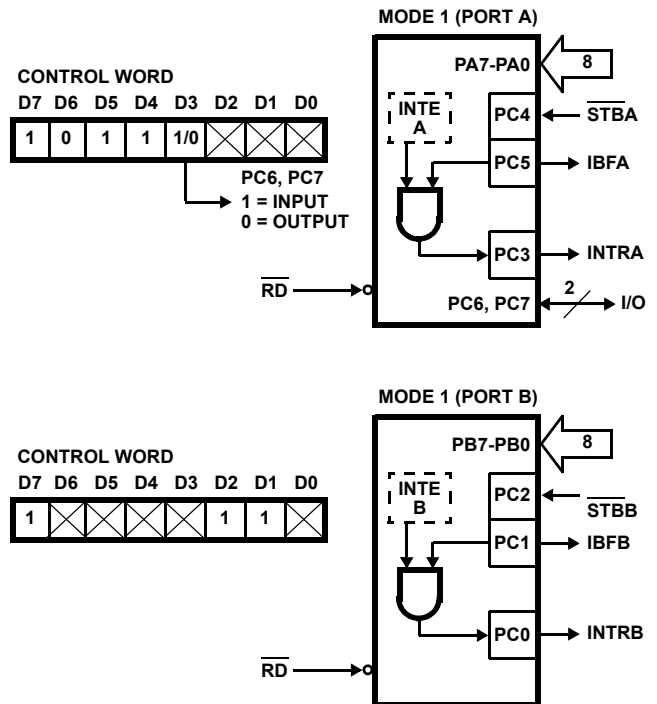 MODE 1 (PORT A)
PA7-PA0
8
CONTROL WORD
D7 D6 D5 D4 D3 D2 D1 D0
1 0 1 1 1/0
PC6, PC7
1 = INPUT
0 = OUTPUT
INTE
A
PC4
STBA
PC5
IBFA
PC3
INTRA
RD
PC6, PC7
2
I/O
MODE 1 (PORT B)
PB7-PB0
8
CONTROL WORD
D7 D6 D5 D4 D3 D2 D1 D0
1 1 1
INTE
B
PC2
STBB
PC1
IBFB
PC0
INTRB
RD